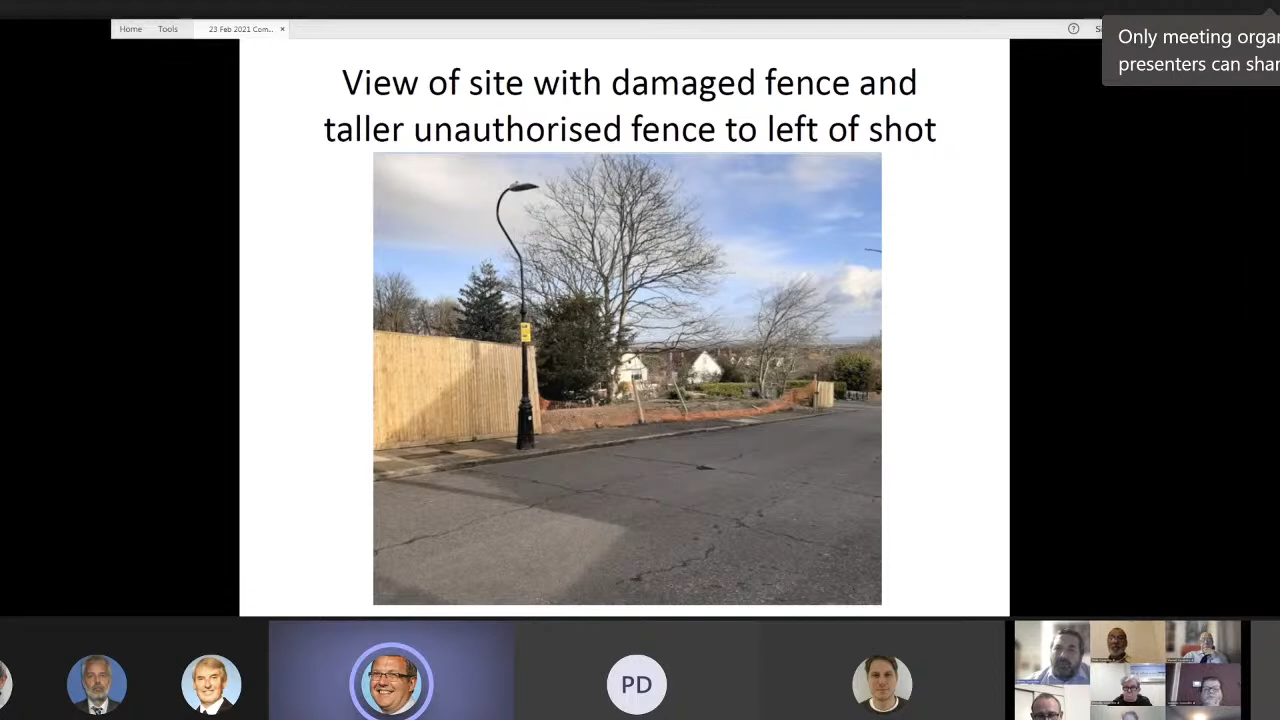 Home Tools 23 Feb 2021 Com... ×
?
Only meeting organ
presenters can shar
View of site with damaged fence and
taller unauthorised fence to left of shot
PD